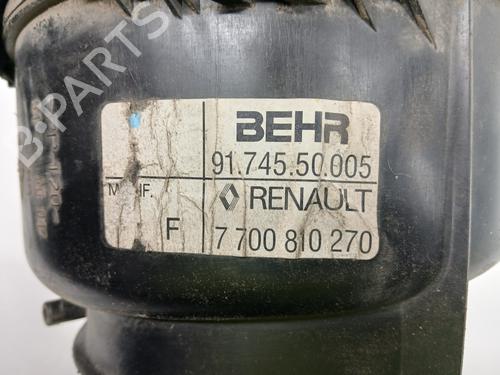 BEHR
91.745.50.005
RENAULT
F 7 700 810 270
B-Parts